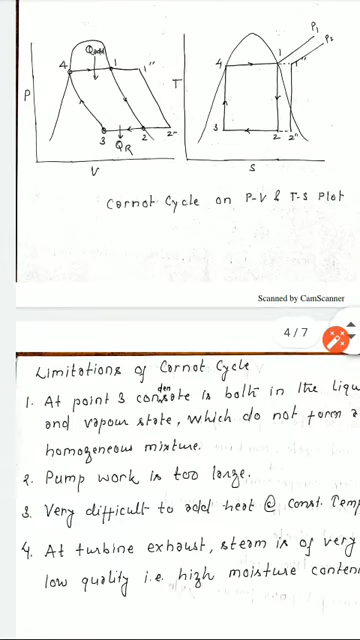 P₁
P₂
Qadd
4
1
1''
P
3
2
2''
QR
V
T
4
1
1''
3
2
2''
S
Carnot Cycle on P-V & T-S Plot
Scanned by CamScanner
4/7
Limitations of Carnot Cycle
1. At point 3 condensate is both in the liqu
and vapour state, which do not form a
homogeneous mixture.
2. Pump work is too large.
3. Very difficult to add heat @ const. Temp
4. At turbine exhaust, steam is of very
low quality i.e. high moisture conten